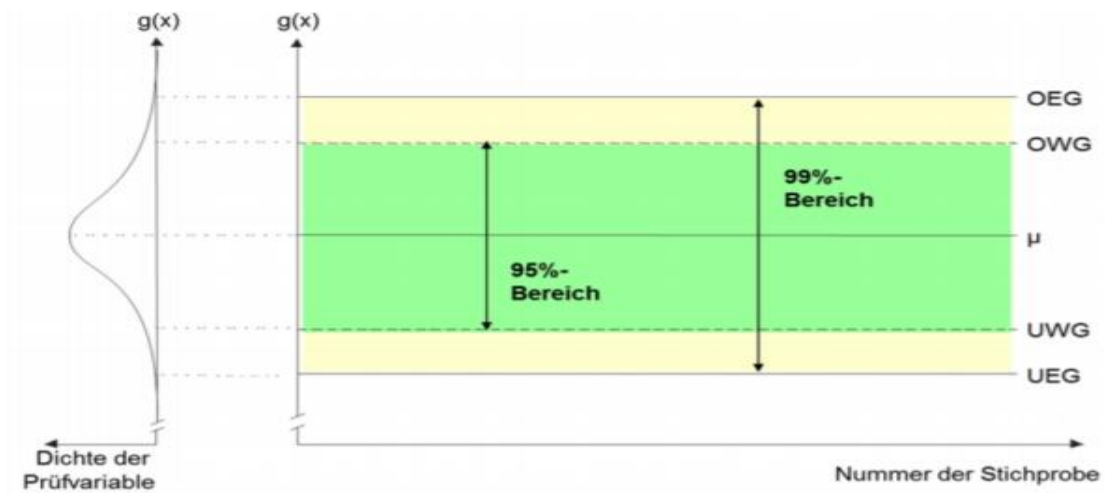 g(x)
g(x)
OEG
OWG
99%-
Bereich
μ
95%-
Bereich
UWG
UEG
Dichte der
Prüfvariable
Nummer der Stichprobe